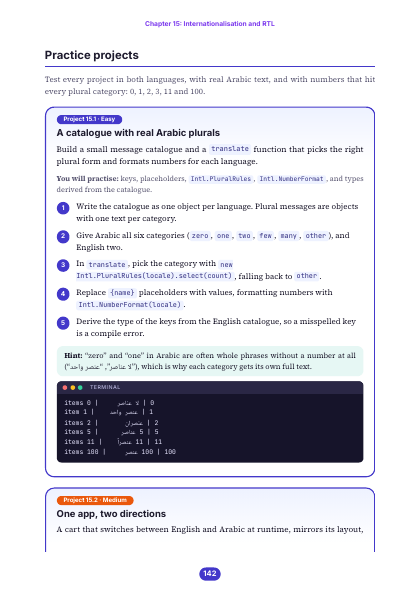 Chapter 15: Internationalisation and RTL
Practice projects
Test every project in both languages, with real Arabic text, and with numbers that hit
every plural category: 0, 1, 2, 3, 11 and 100.
Project 15.1 · Easy
A catalogue with real Arabic plurals
Build a small message catalogue and a translate function that picks the right
plural form and formats numbers for each language.
You will practise: keys, placeholders, Intl.PluralRules, Intl.NumberFormat, and types
derived from the catalogue.
1 Write the catalogue as one object per language. Plural messages are objects
with one text per category.
2 Give Arabic all six categories (zero, one, two, few, many, other), and
English two.
3 In translate, pick the category with new
Intl.PluralRules(locale).select(count), falling back to other.
4 Replace {name} placeholders with values, formatting numbers with
Intl.NumberFormat(locale).
5 Derive the type of the keys from the English catalogue, so a misspelled key
is a compile error.
Hint: “zero” and “one” in Arabic are often whole phrases without a number at all
(“لا عناصر”, “عنصر واحد”), which is why each category gets its own full text.
TERMINAL
items 0 | لا عناصر | 0
item 1 | عنصر واحد | 1
items 2 | عنصران | 2
items 5 | 5 عناصر | 5
items 11 | 11 عنصراً | 11
items 100 | 100 عنصر | 100
Project 15.2 · Medium
One app, two directions
A cart that switches between English and Arabic at runtime, mirrors its layout,
142